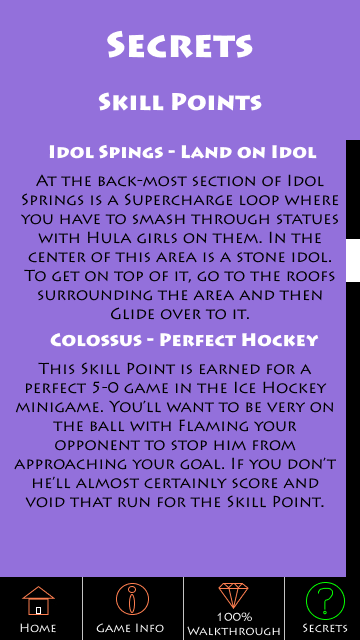 Secrets
Skill Points
Idol Spings - Land on Idol
At the back-most section of Idol
Springs is a Supercharge loop where
you have to smash through statues
with Hula girls on them. In the
center of this area is a stone idol.
To get on top of it, go to the roofs
surrounding the area and then
Glide over to it.
Colossus - Perfect Hockey
This Skill Point is earned for a
perfect 5-0 game in the Ice Hockey
minigame. You'll want to be very on
the ball with Flaming your
opponent to stop him from
approaching your goal. If you don't
he'll almost certainly score and
void that run for the Skill Point.
Home
Game Info
100%
Walkthrough
?
Secrets